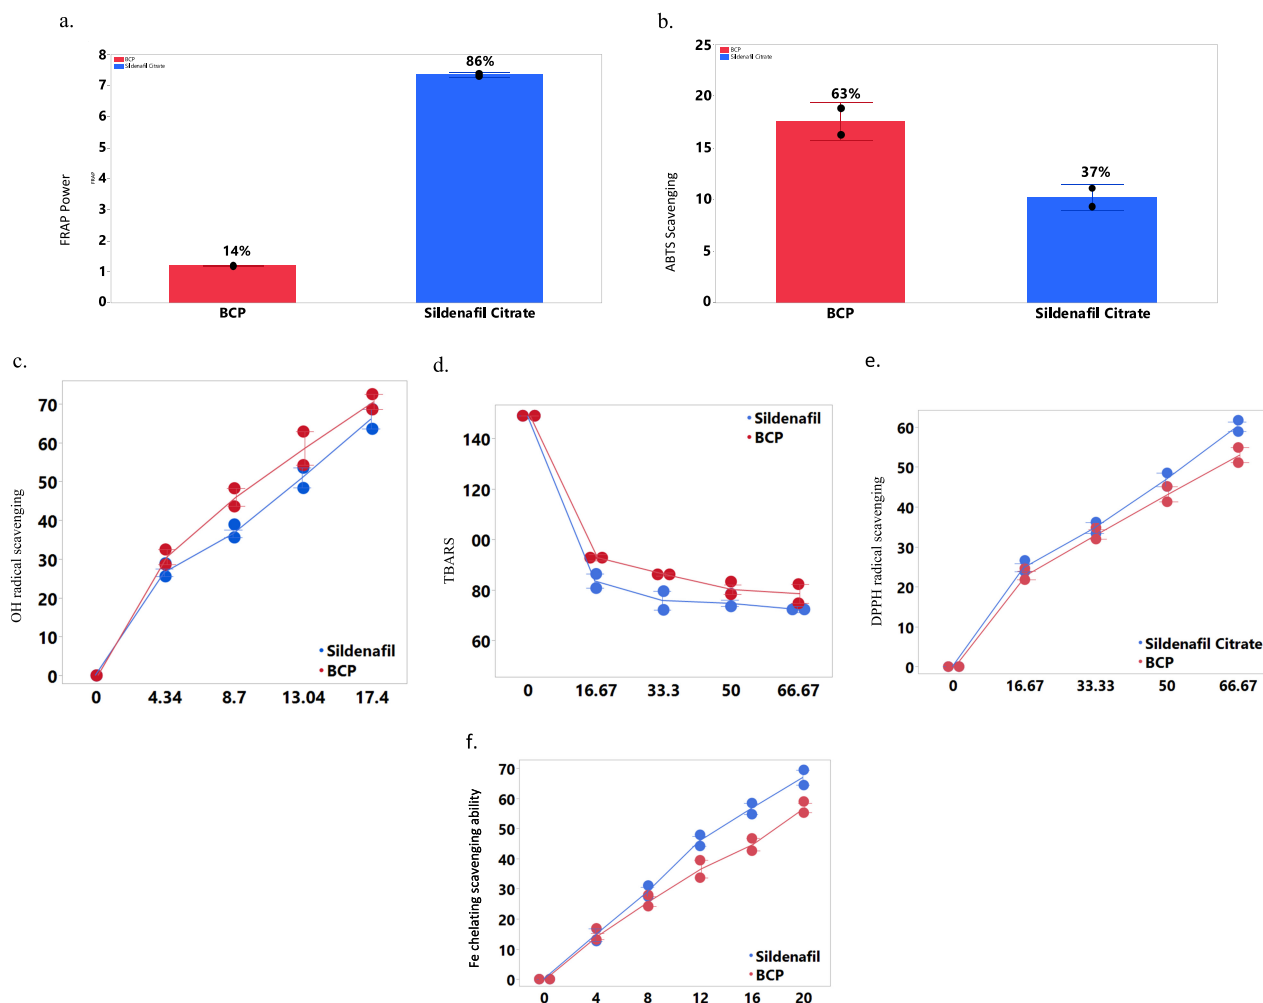 a.
BCP
Sildenafil Citrate
8
7
6
5
4
3
2
1
0
FRAP Power
FRAP
14%
86%
BCP
Sildenafil Citrate
b.
BCP
Sildenafil Citrate
25
20
15
10
5
0
ABTS Scavenging
63%
37%
BCP
Sildenafil Citrate
c.
70
60
50
40
30
20
10
0
OH radical scavenging
Sildenafil
BCP
0 4.34 8.7 13.04 17.4
d.
140
120
00
80
60
TBARS
Sildenafil
BCP
0 16.67 33.3 50 66.67
e.
60
50
40
30
20
10
0
DPPH radical scavenging
Sildenafil Citrate
BCP
0 16.67 33.33 50 66.67
f.
70
60
50
40
30
20
10
0
Fe chelating scavenging ability
Sildenafil
BCP
0 4 8 12 16 20